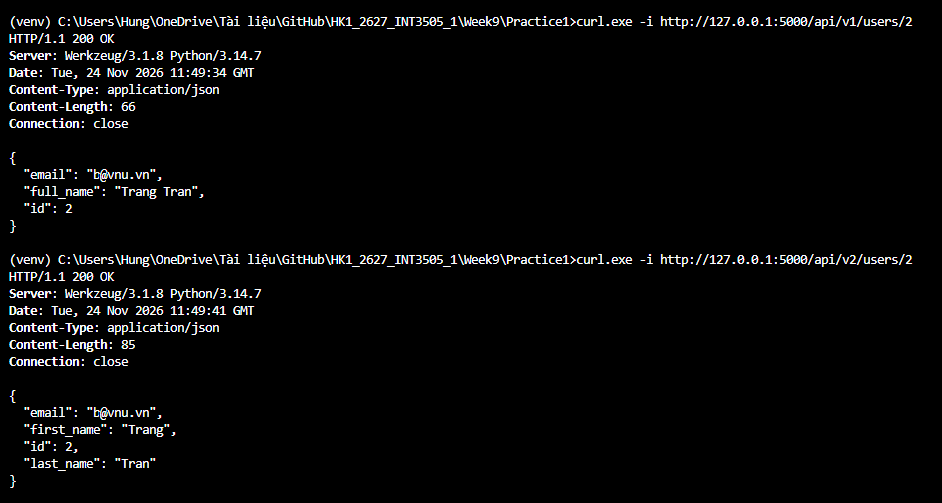 (venv) C:\Users\Hung\OneDrive\Tài liệu\GitHub\HK1_2627_INT3505_1\Week9\Practice1>curl.exe -i http://127.0.0.1:5000/api/v1/users/2
HTTP/1.1 200 OK
Server: Werkzeug/3.1.8 Python/3.14.7
Date: Tue, 24 Nov 2026 11:49:34 GMT
Content-Type: application/json
Content-Length: 66
Connection: close

{
  "email": "b@vnu.vn",
  "full_name": "Trang Tran",
  "id": 2
}

(venv) C:\Users\Hung\OneDrive\Tài liệu\GitHub\HK1_2627_INT3505_1\Week9\Practice1>curl.exe -i http://127.0.0.1:5000/api/v2/users/2
HTTP/1.1 200 OK
Server: Werkzeug/3.1.8 Python/3.14.7
Date: Tue, 24 Nov 2026 11:49:41 GMT
Content-Type: application/json
Content-Length: 85
Connection: close

{
  "email": "b@vnu.vn",
  "first_name": "Trang",
  "id": 2,
  "last_name": "Tran"
}